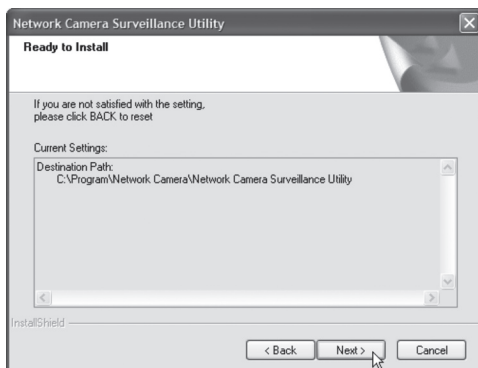 Network Camera Surveillance Utility
Ready to Install
If you are not satisfied with the setting,
please click BACK to reset
Current Settings:
Destination Path:
C:\Program\Network Camera\Network Camera Surveillance Utility
InstallShield
< Back
Next >
Cancel